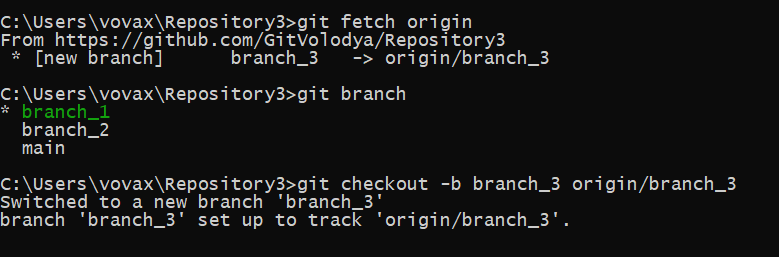 C:\Users\vovax\Repository3>git fetch origin
From https://github.com/GitVolodya/Repository3
 * [new branch]      branch_3   -> origin/branch_3
C:\Users\vovax\Repository3>git branch
* branch_1
  branch_2
  main
C:\Users\vovax\Repository3>git checkout -b branch_3 origin/branch_3
Switched to a new branch 'branch_3'
branch 'branch_3' set up to track 'origin/branch_3'.